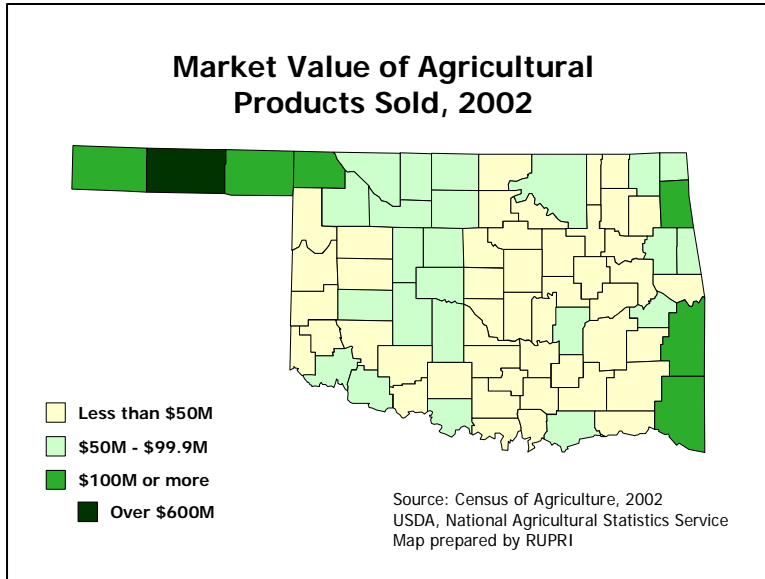 Market Value of Agricultural
Products Sold, 2002
Less than $50M
$50M - $99.9M
$100M or more
Over $600M
Source: Census of Agriculture, 2002
USDA, National Agricultural Statistics Service
Map prepared by RUPRI